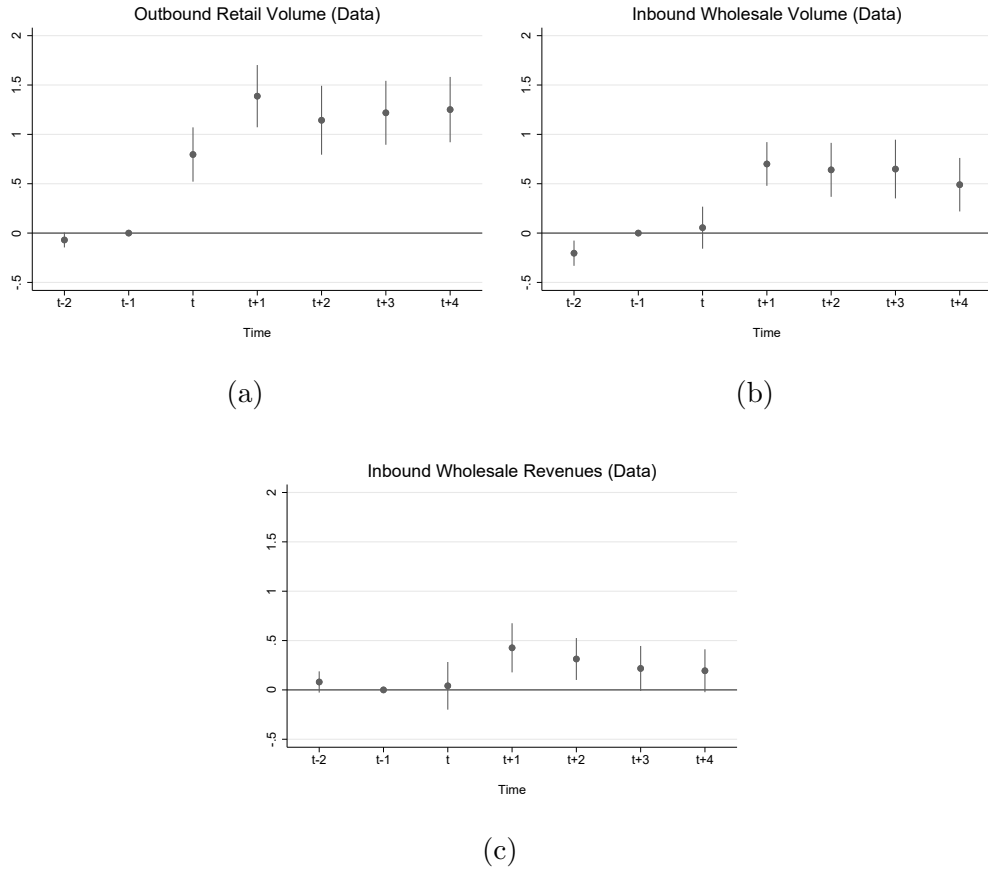 Outbound Retail Volume (Data)
2
1.5
1
.5
0
-.5
t-2 t-1 t t+1 t+2 t+3 t+4
Time
(a)
Inbound Wholesale Volume (Data)
2
1.5
1
.5
0
-.5
t-2 t-1 t t+1 t+2 t+3 t+4
Time
(b)
Inbound Wholesale Revenues (Data)
2
1.5
1
.5
0
-.5
t-2 t-1 t t+1 t+2 t+3 t+4
Time
(c)